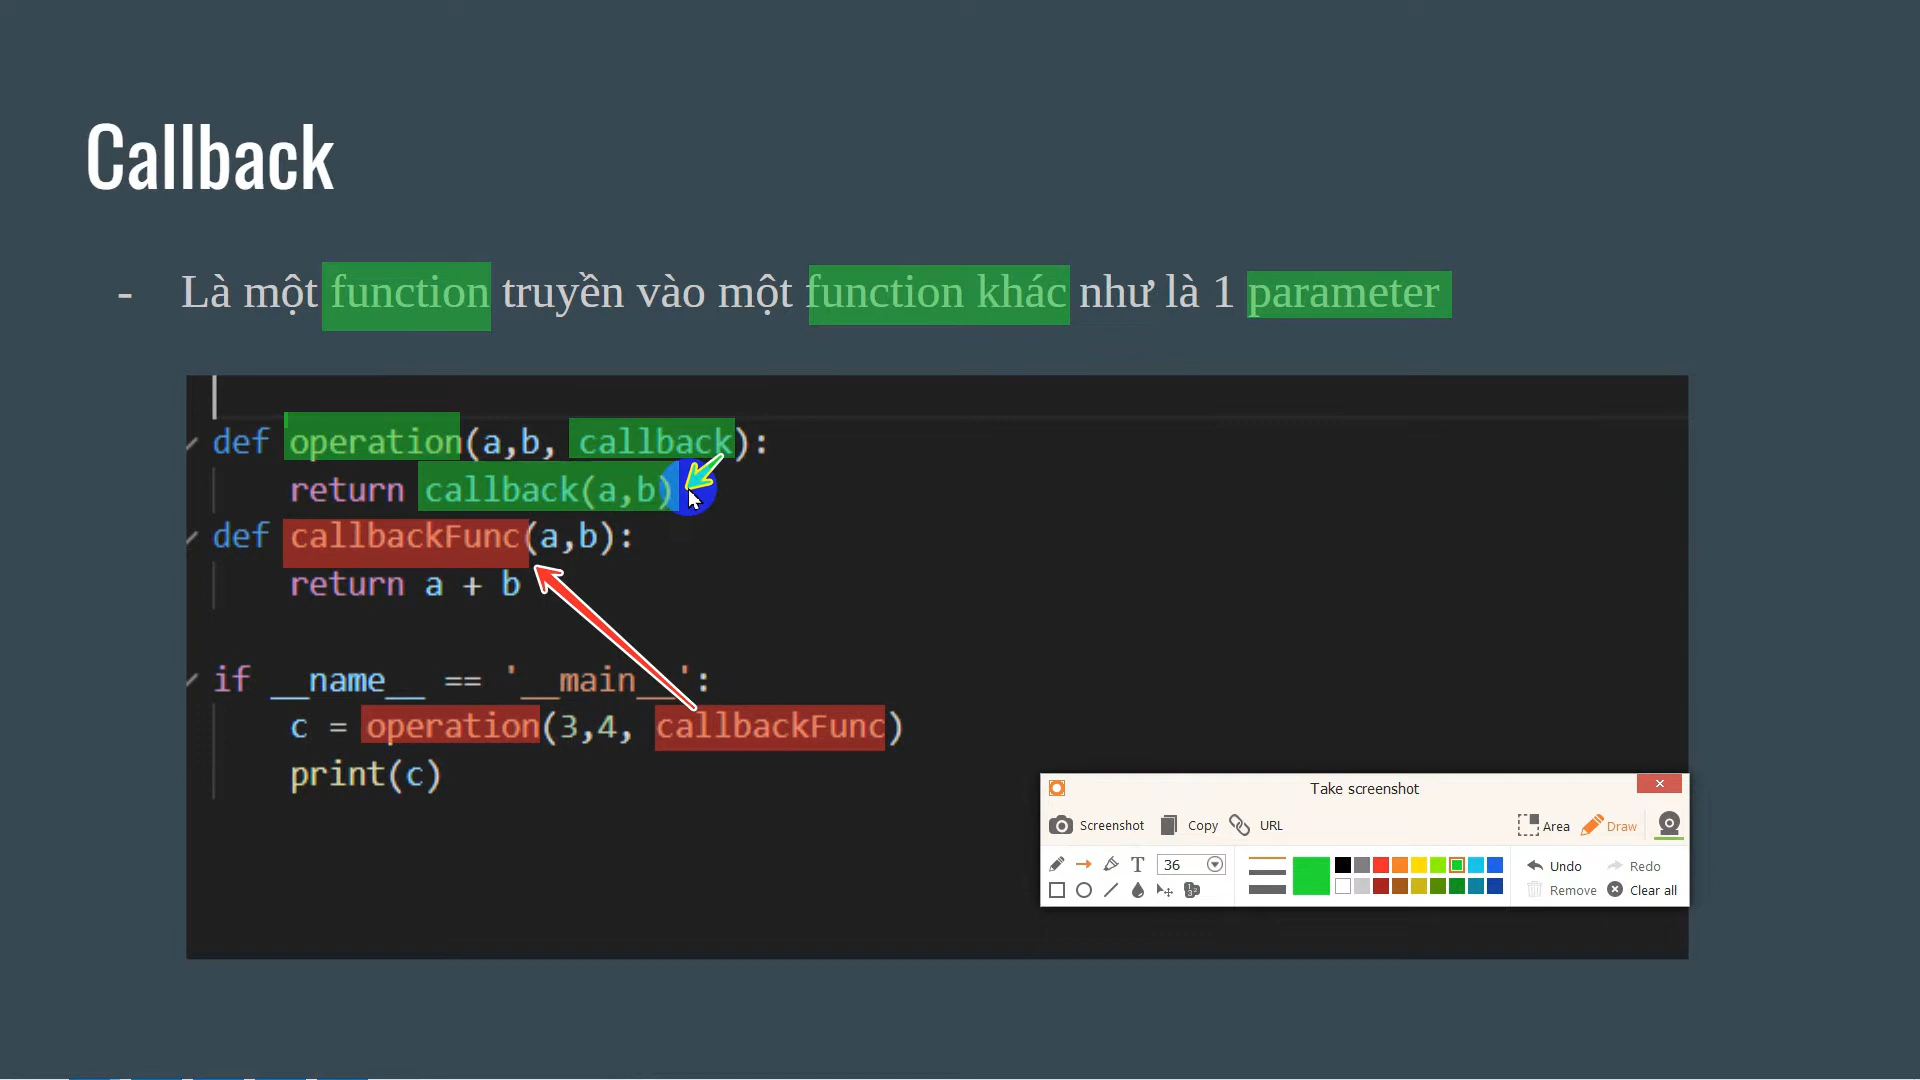 Callback
- Là một function truyền vào một function khác như là 1 parameter
def operation(a,b, callback):
return callback(a,b)
def callbackFunc(a,b):
return a + b
if __name__ == '__main__':
c = operation(3,4, callbackFunc)
print(c)
Take screenshot
Screenshot Copy URL Area Draw
T 36 Undo Redo
Remove Clear all